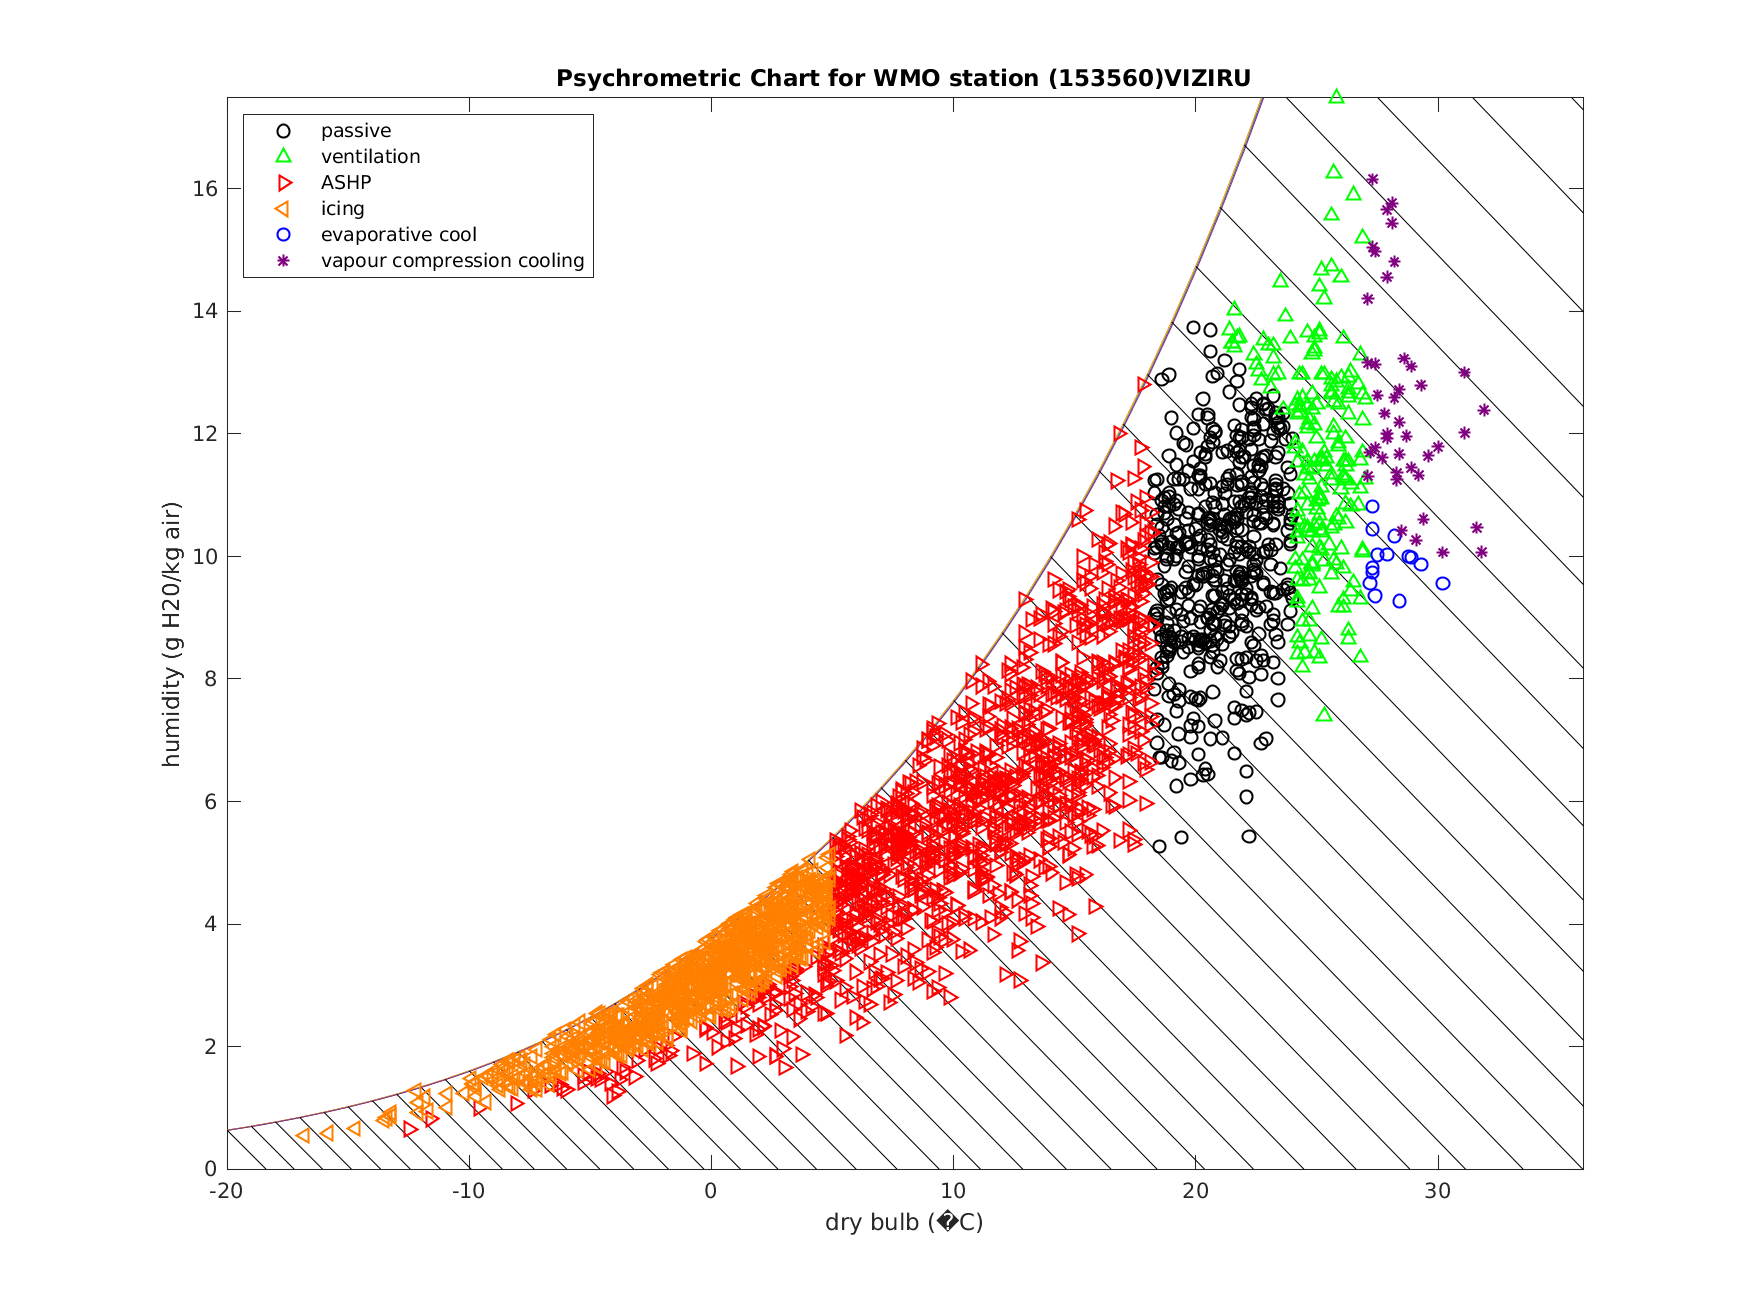 Psychrometric Chart for WMO station (153560)VIZIRU
passive
ventilation
ASHP
icing
evaporative cool
vapour compression cooling
humidity (g H20/kg air)
16
14
12
10
8
6
4
2
0
-20
-10
0
10
20
30
dry bulb (�C)